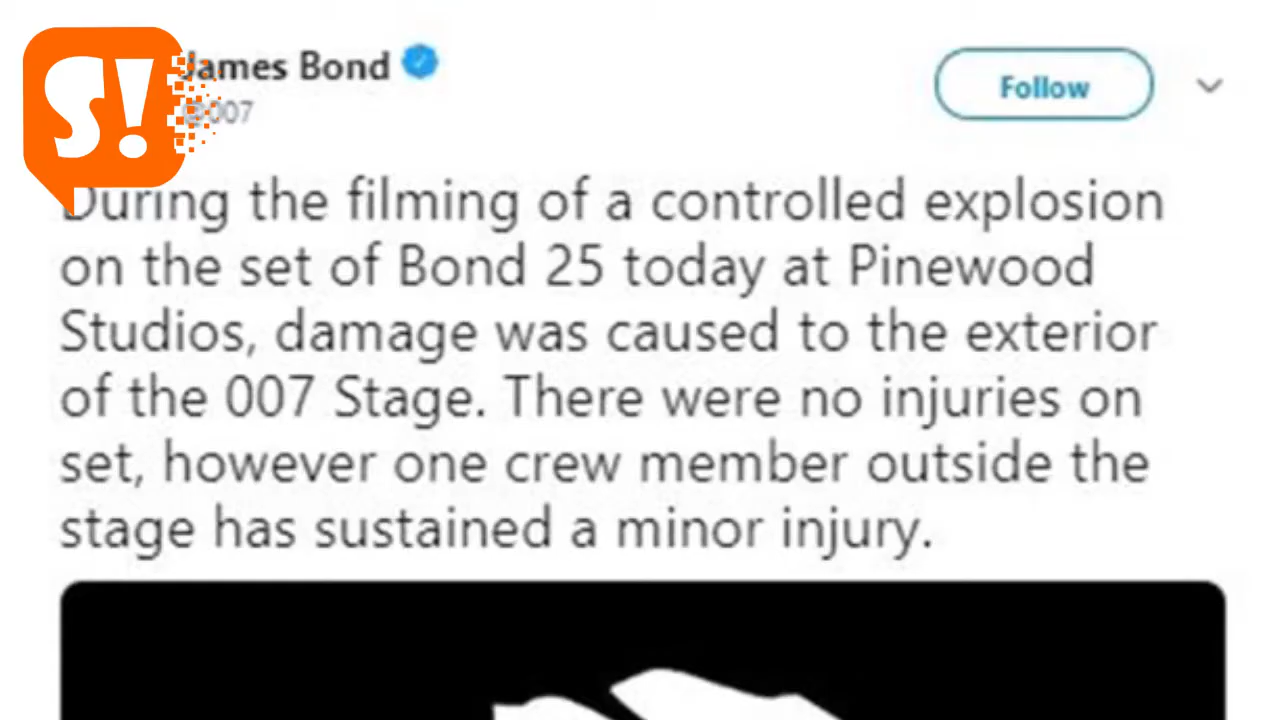 S!
James Bond
@007
Follow
During the filming of a controlled explosion
on the set of Bond 25 today at Pinewood
Studios, damage was caused to the exterior
of the 007 Stage. There were no injuries on
set, however one crew member outside the
stage has sustained a minor injury.